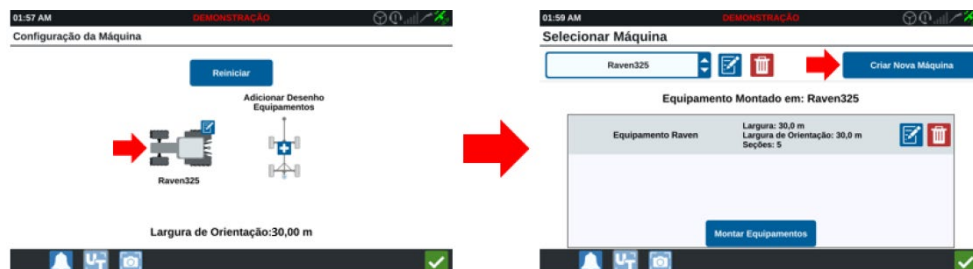 01:57 AM
DEMONSTRAÇÃO
Configuração da Máquina
Reiniciar
Adicionar Desenho
Equipamentos
Raven325
Largura de Orientação:30,00 m
UT
01:59 AM
DEMONSTRAÇÃO
Selecionar Máquina
Raven325
Criar Nova Máquina
Equipamento Montado em: Raven325
Equipamento Raven
Largura: 30,0 m
Largura de Orientação: 30,0 m
Seções: 5
Montar Equipamentos
UT